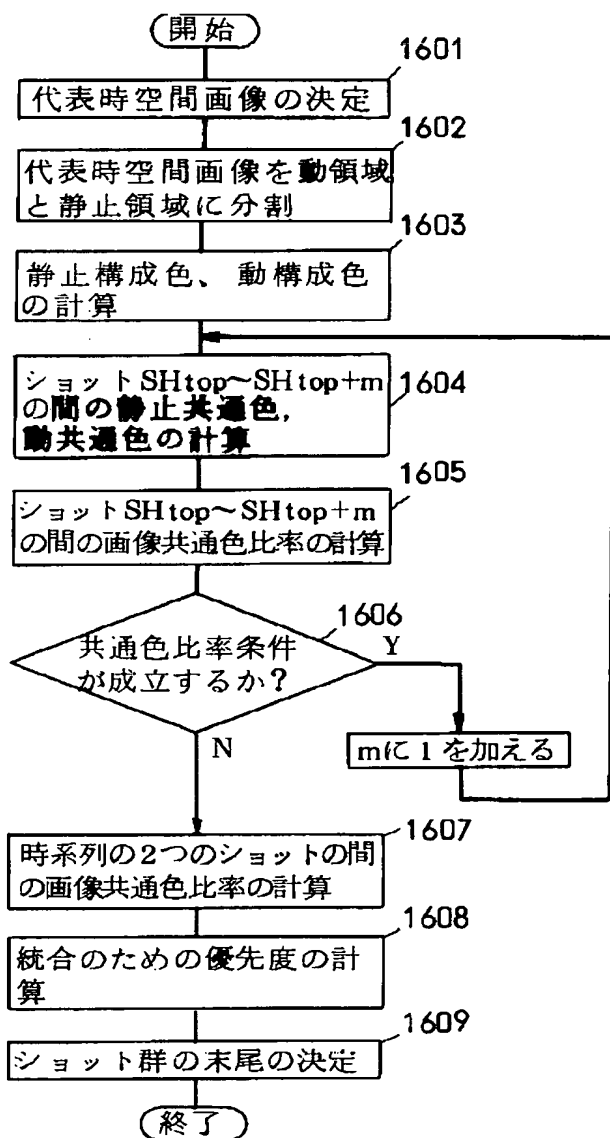 開始
1601
代表時空間画像の決定
1602
代表時空間画像を動領域
と静止領域に分割
1603
静止構成色、動構成色
の計算
ショットSHtop~SHtop+m
の間の静止共通色,
動共通色の計算
1604
1605
ショットSHtop~SHtop+m
の間の画像共通色比率の計算
1606
共通色比率条件
が成立するか?
Y
N
mに1を加える
1607
時系列の2つのショットの間
の画像共通色比率の計算
1608
統合のための優先度の計
算
1609
ショット群の末尾の決定
終了